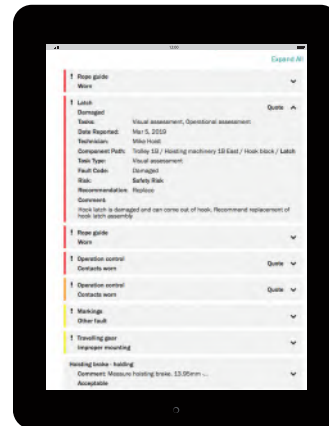 Expand All
! Rope guide
Worn
! Latch
Quote
Damaged
Tasks: Visual assessment, Operational assessment
Date Reported: Mar 5, 2019
Technician: Mike Hoist
Component Path: Trolley 1B / Hoisting machinery 1B East / Hook block / Latch
Task Type: Visual assessment
Fault Code: Damaged
Risk: Safety Risk
Recommendation: Replace
Comment
Hook latch is damaged and can come out of hook. Recommend replacement of
hook latch assembly
! Rope guide
Worn
! Operation control
Quote
Contacts worn
! Operation control
Quote
Contacts worn
! Markings
Other fault
! Travelling gear
Improper mounting
Hoisting brake - holding
Comment: Measure hoisting brake. 13.95mm ...
Acceptable